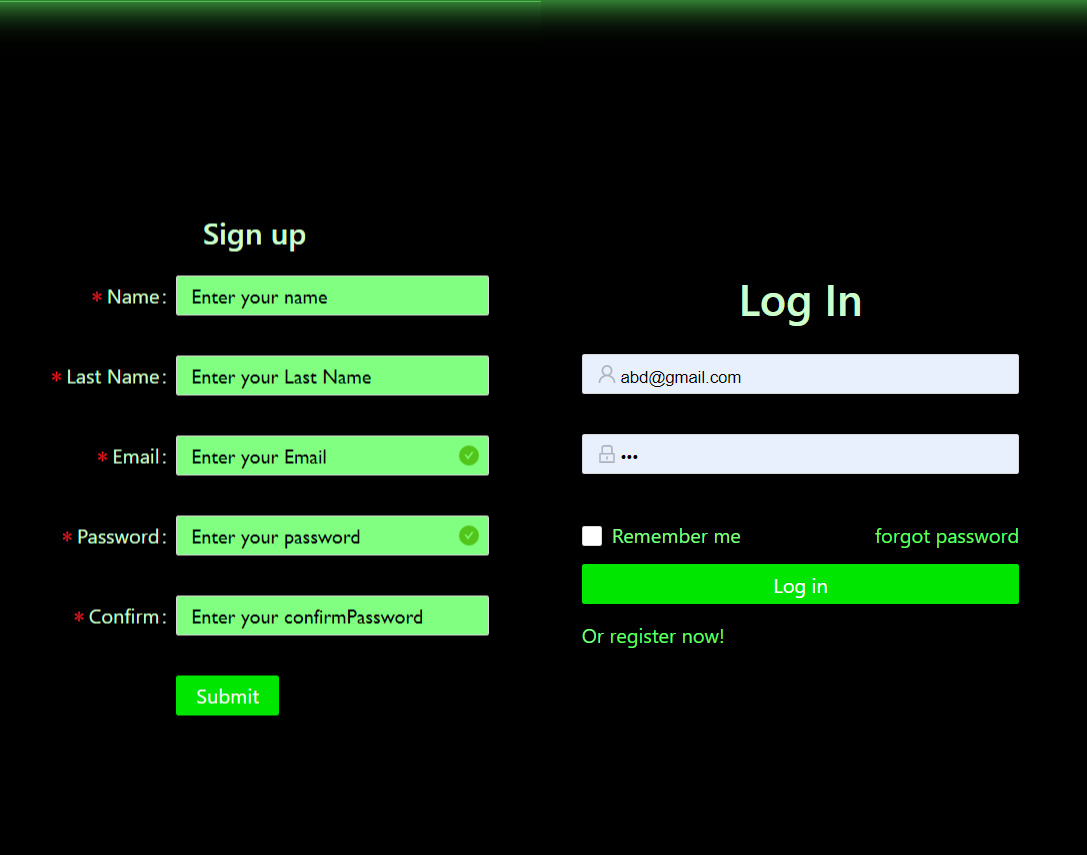 Sign up
* Name: Enter your name
* Last Name: Enter your Last Name
* Email: Enter your Email
* Password: Enter your password
* Confirm: Enter your confirmPassword
Submit
Log In
abd@gmail.com
•••
Remember me forgot password
Log in
Or register now!